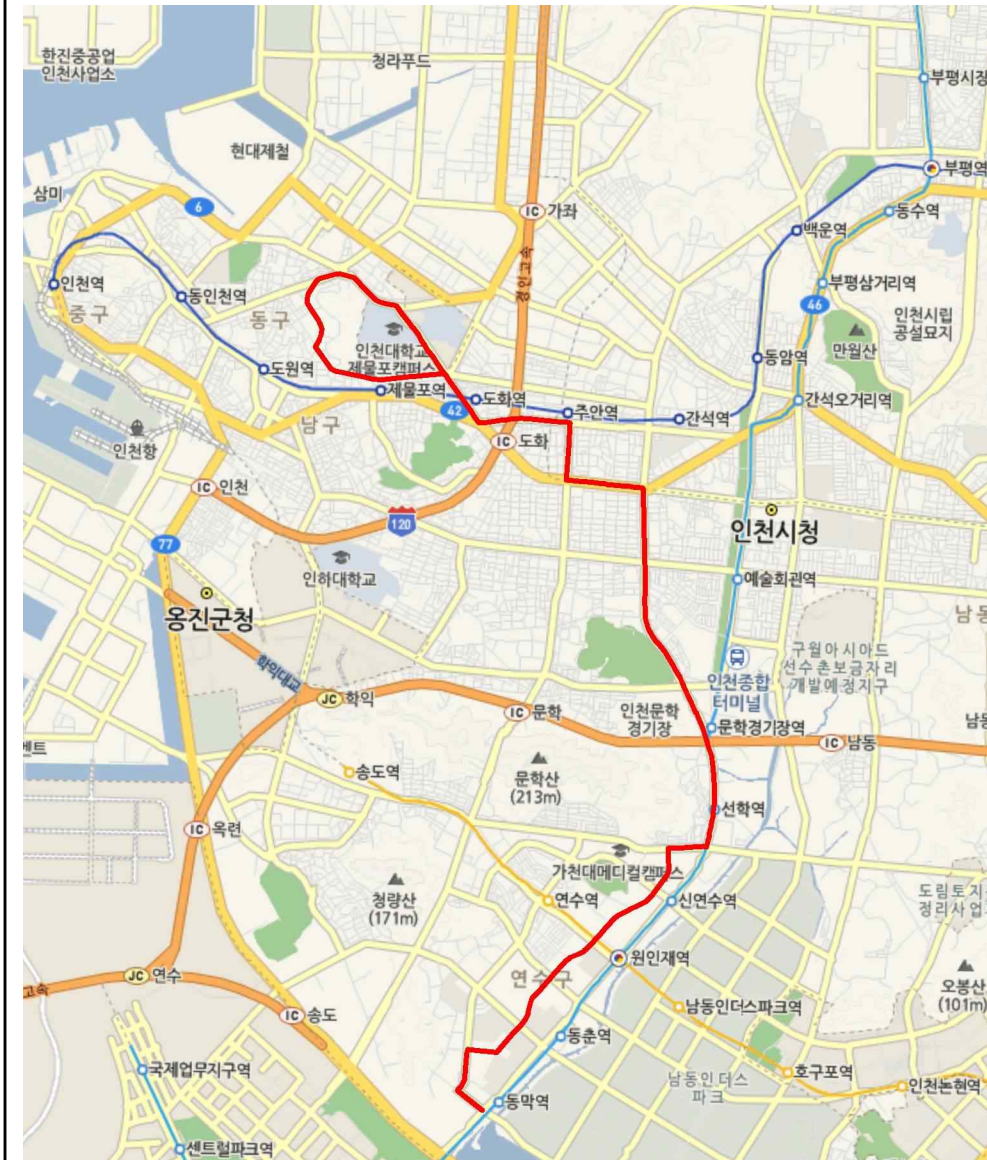 한진중공업
인천사업소
청라푸드
부평시장
현대제철
부평역
삼미
6
IC 가좌
동수역
백운역
경인고속
인천역
동인천역
부평삼거리역
중구
동구
46
인천시립
공설묘지
인천대학교
제물포캠퍼스
만월산
동암역
도원역
제물포역
도화역
42
주안역
간석역
간석오거리역
남구
인천항
IC 도화
IC 인천
인천시청
120
77
인하대학교
예술회관역
옹진군청
남동
구월아시아드
선수촌보금자리
개발예정지구
학익대교
인천종합
터미널
JC 학익
IC 문학
인천문학
경기장
문학경기장역
IC 남동
남동
벤트
송도역
문학산
(213m)
선학역
IC 옥련
가천대메디컬캠퍼스
청량산
(171m)
연수역
신연수역
도림토지
정리사업
원인재역
연수구
JC 연수
고속
오봉산
(101m)
남동인더스파크역
IC 송도
동춘역
국제업무지구역
남동인더스
파크
호구포역
인천논현역
동막역
센트럴파크역